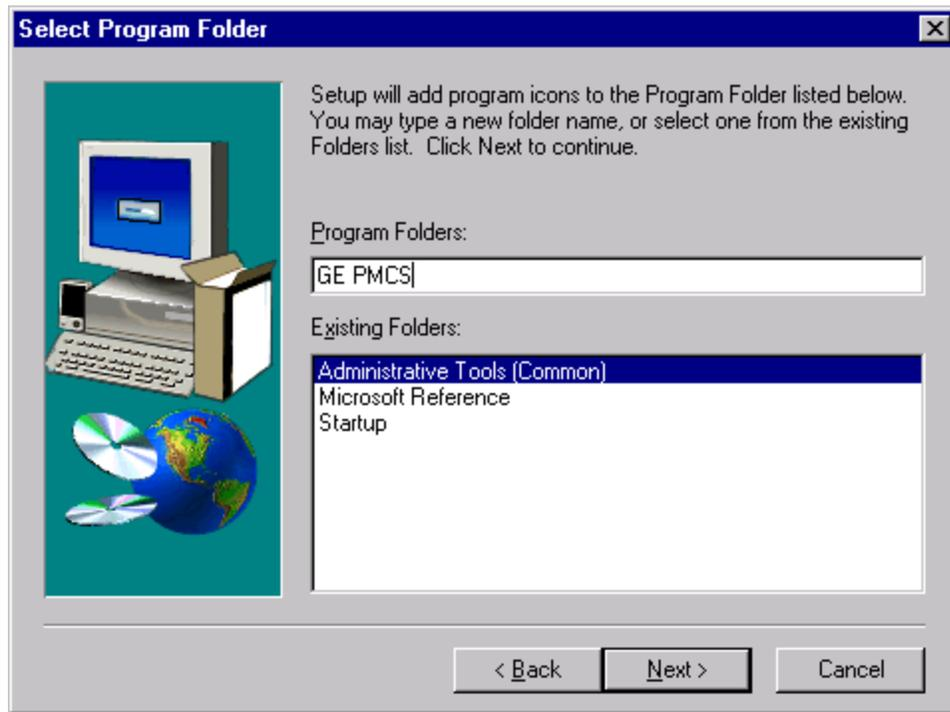 Select Program Folder
Setup will add program icons to the Program Folder listed below.
You may type a new folder name, or select one from the existing
Folders list.  Click Next to continue.
Program Folders:
GE PMCS
Existing Folders:
Administrative Tools (Common)
Microsoft Reference
Startup
< Back
Next >
Cancel